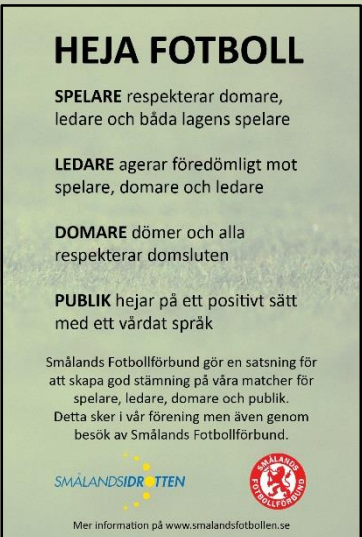 HEJA FOTBOLL
SPELARE respekterar domare,
ledare och båda lagens spelare
LEDARE agerar föredömligt mot
spelare, domare och ledare
DOMARE dömer och alla
respekterar domsluten
PUBLIK hejar på ett positivt sätt
med ett vårdat språk
Smålands Fotbollförbund gör en satsning för
att skapa god stämning på våra matcher för
spelare, ledare, domare och publik.
Detta sker i vår förening men även genom
besök av Smålands Fotbollförbund.
SMÅLANDSIDROTTEN
SMÅLANDS
FOTBOLLFÖRBUND
Mer information på www.smalandsfotbollen.se